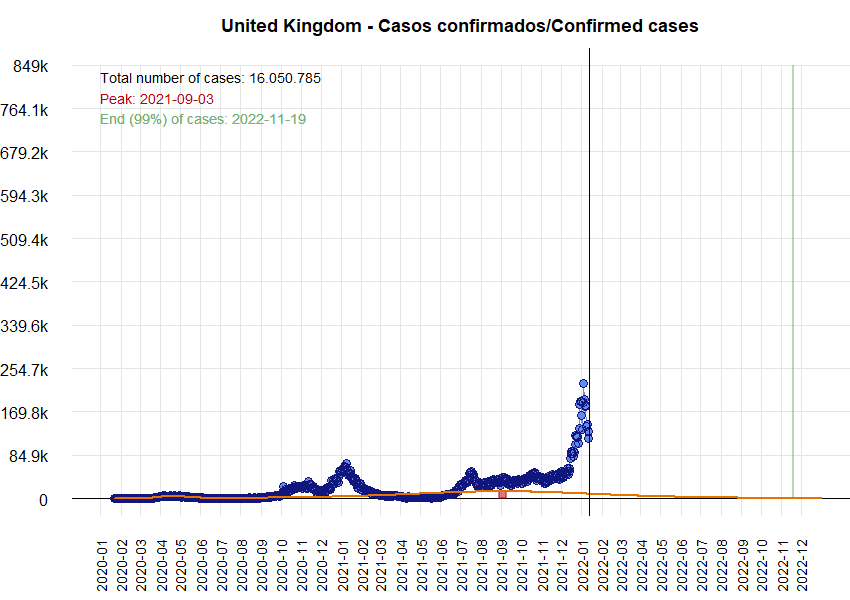 United Kingdom - Casos confirmados/Confirmed cases
849k
Total number of cases: 16.050.785
Peak: 2021-09-03
764.1k
End (99%) of cases: 2022-11-19
679.2k
594.3k
509.4k
424.5k
339.6k
254.7k
169.8k
84.9k
0
2020-01
2020-02
2020-03
2020-04
2020-05
2020-06
2020-07
2020-08
2020-09
2020-10
2020-11
2020-12
2021-01
2021-02
2021-03
2021-04
2021-05
2021-06
2021-07
2021-08
2021-09
2021-10
2021-11
2021-12
2022-01
2022-02
2022-03
2022-04
2022-05
2022-06
2022-07
2022-08
2022-09
2022-10
2022-11
2022-12